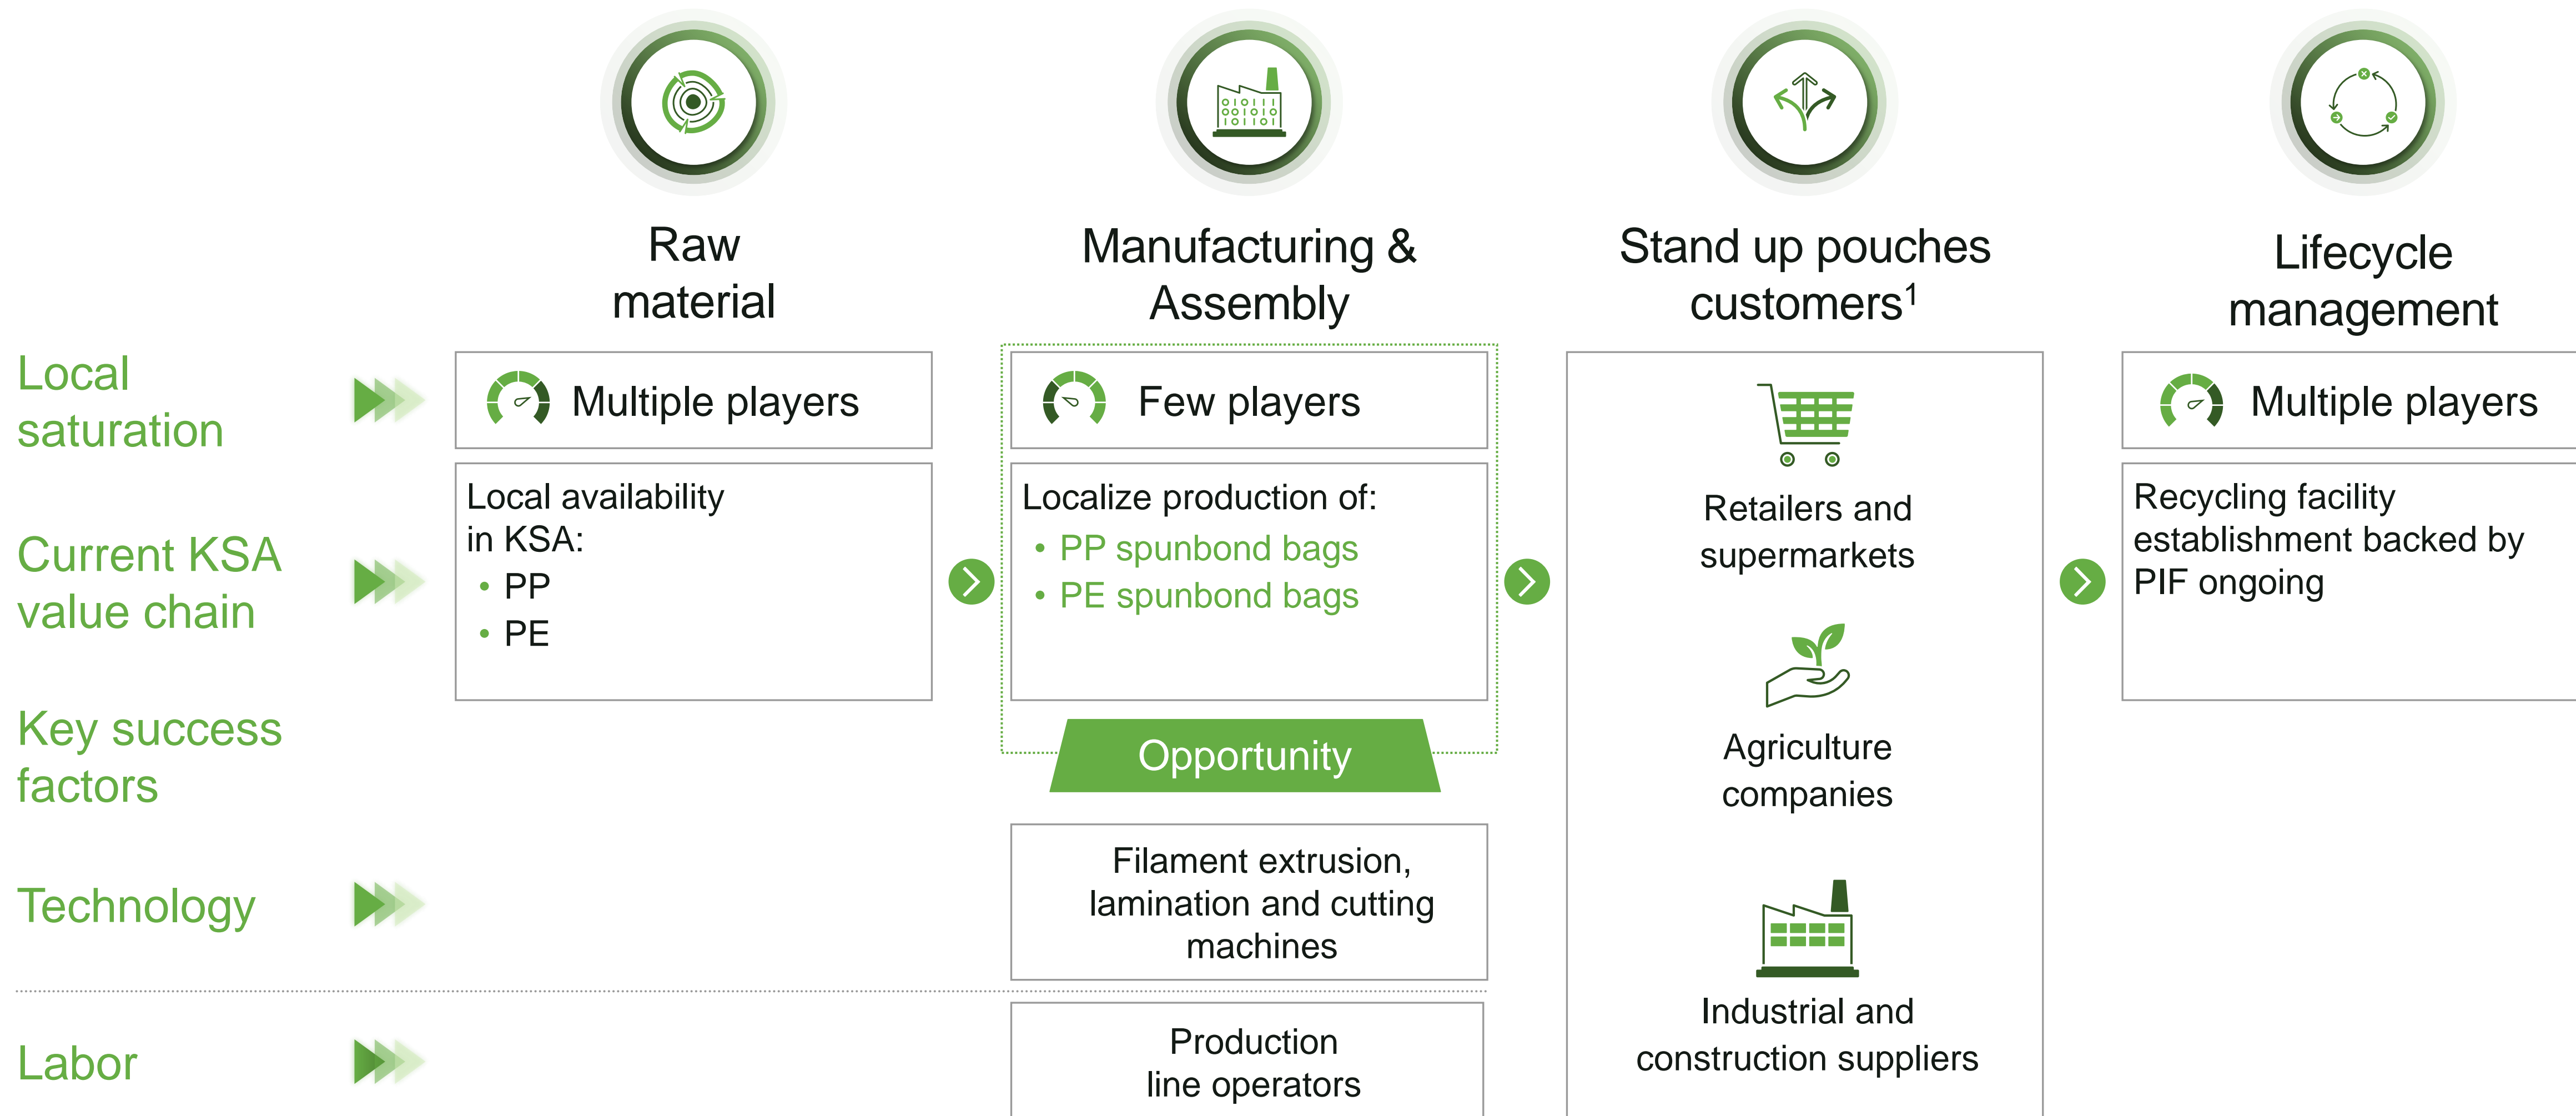 Raw
material
Manufacturing &
Assembly
Stand up pouches
customers¹
Lifecycle
management
Local
saturation
Multiple players
Few players
Multiple players
Current KSA
value chain
Local availability
in KSA:
• PP
• PE
Localize production of:
• PP spunbond bags
• PE spunbond bags
Opportunity
Retailers and
supermarkets
Agriculture
companies
Industrial and
construction suppliers
Recycling facility
establishment backed by
PIF ongoing
Key success
factors
Technology
Filament extrusion,
lamination and cutting
machines
Labor
Production
line operators